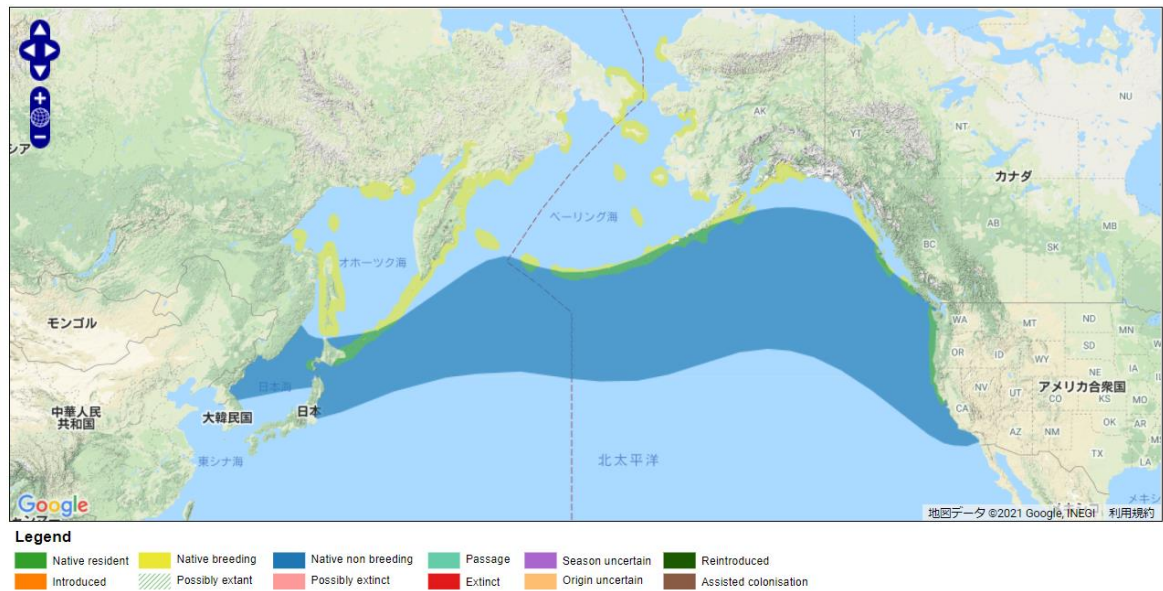 NU
シア
AK
YT
NT
カナダ
ベーリング海
AB
MB
BC
SK
オホーツク海
モンゴル
WA
MT
ND
MN
OR
ID
SD
WY
日本海
NE
IA
NV
UT
アメリカ合衆国
中華人民
共和国
大韓民国
日本
CO
KS
MO
CA
OK
AR
AZ
NM
東シナ海
北太平洋
TX
LA
メキシ
Google
地図データ ©2021 Google, INEGI 利用規約
Legend
Native resident Native breeding Native non breeding Passage Season uncertain Reintroduced
Introduced Possibly extant Possibly extinct Extinct Origin uncertain Assisted colonisation